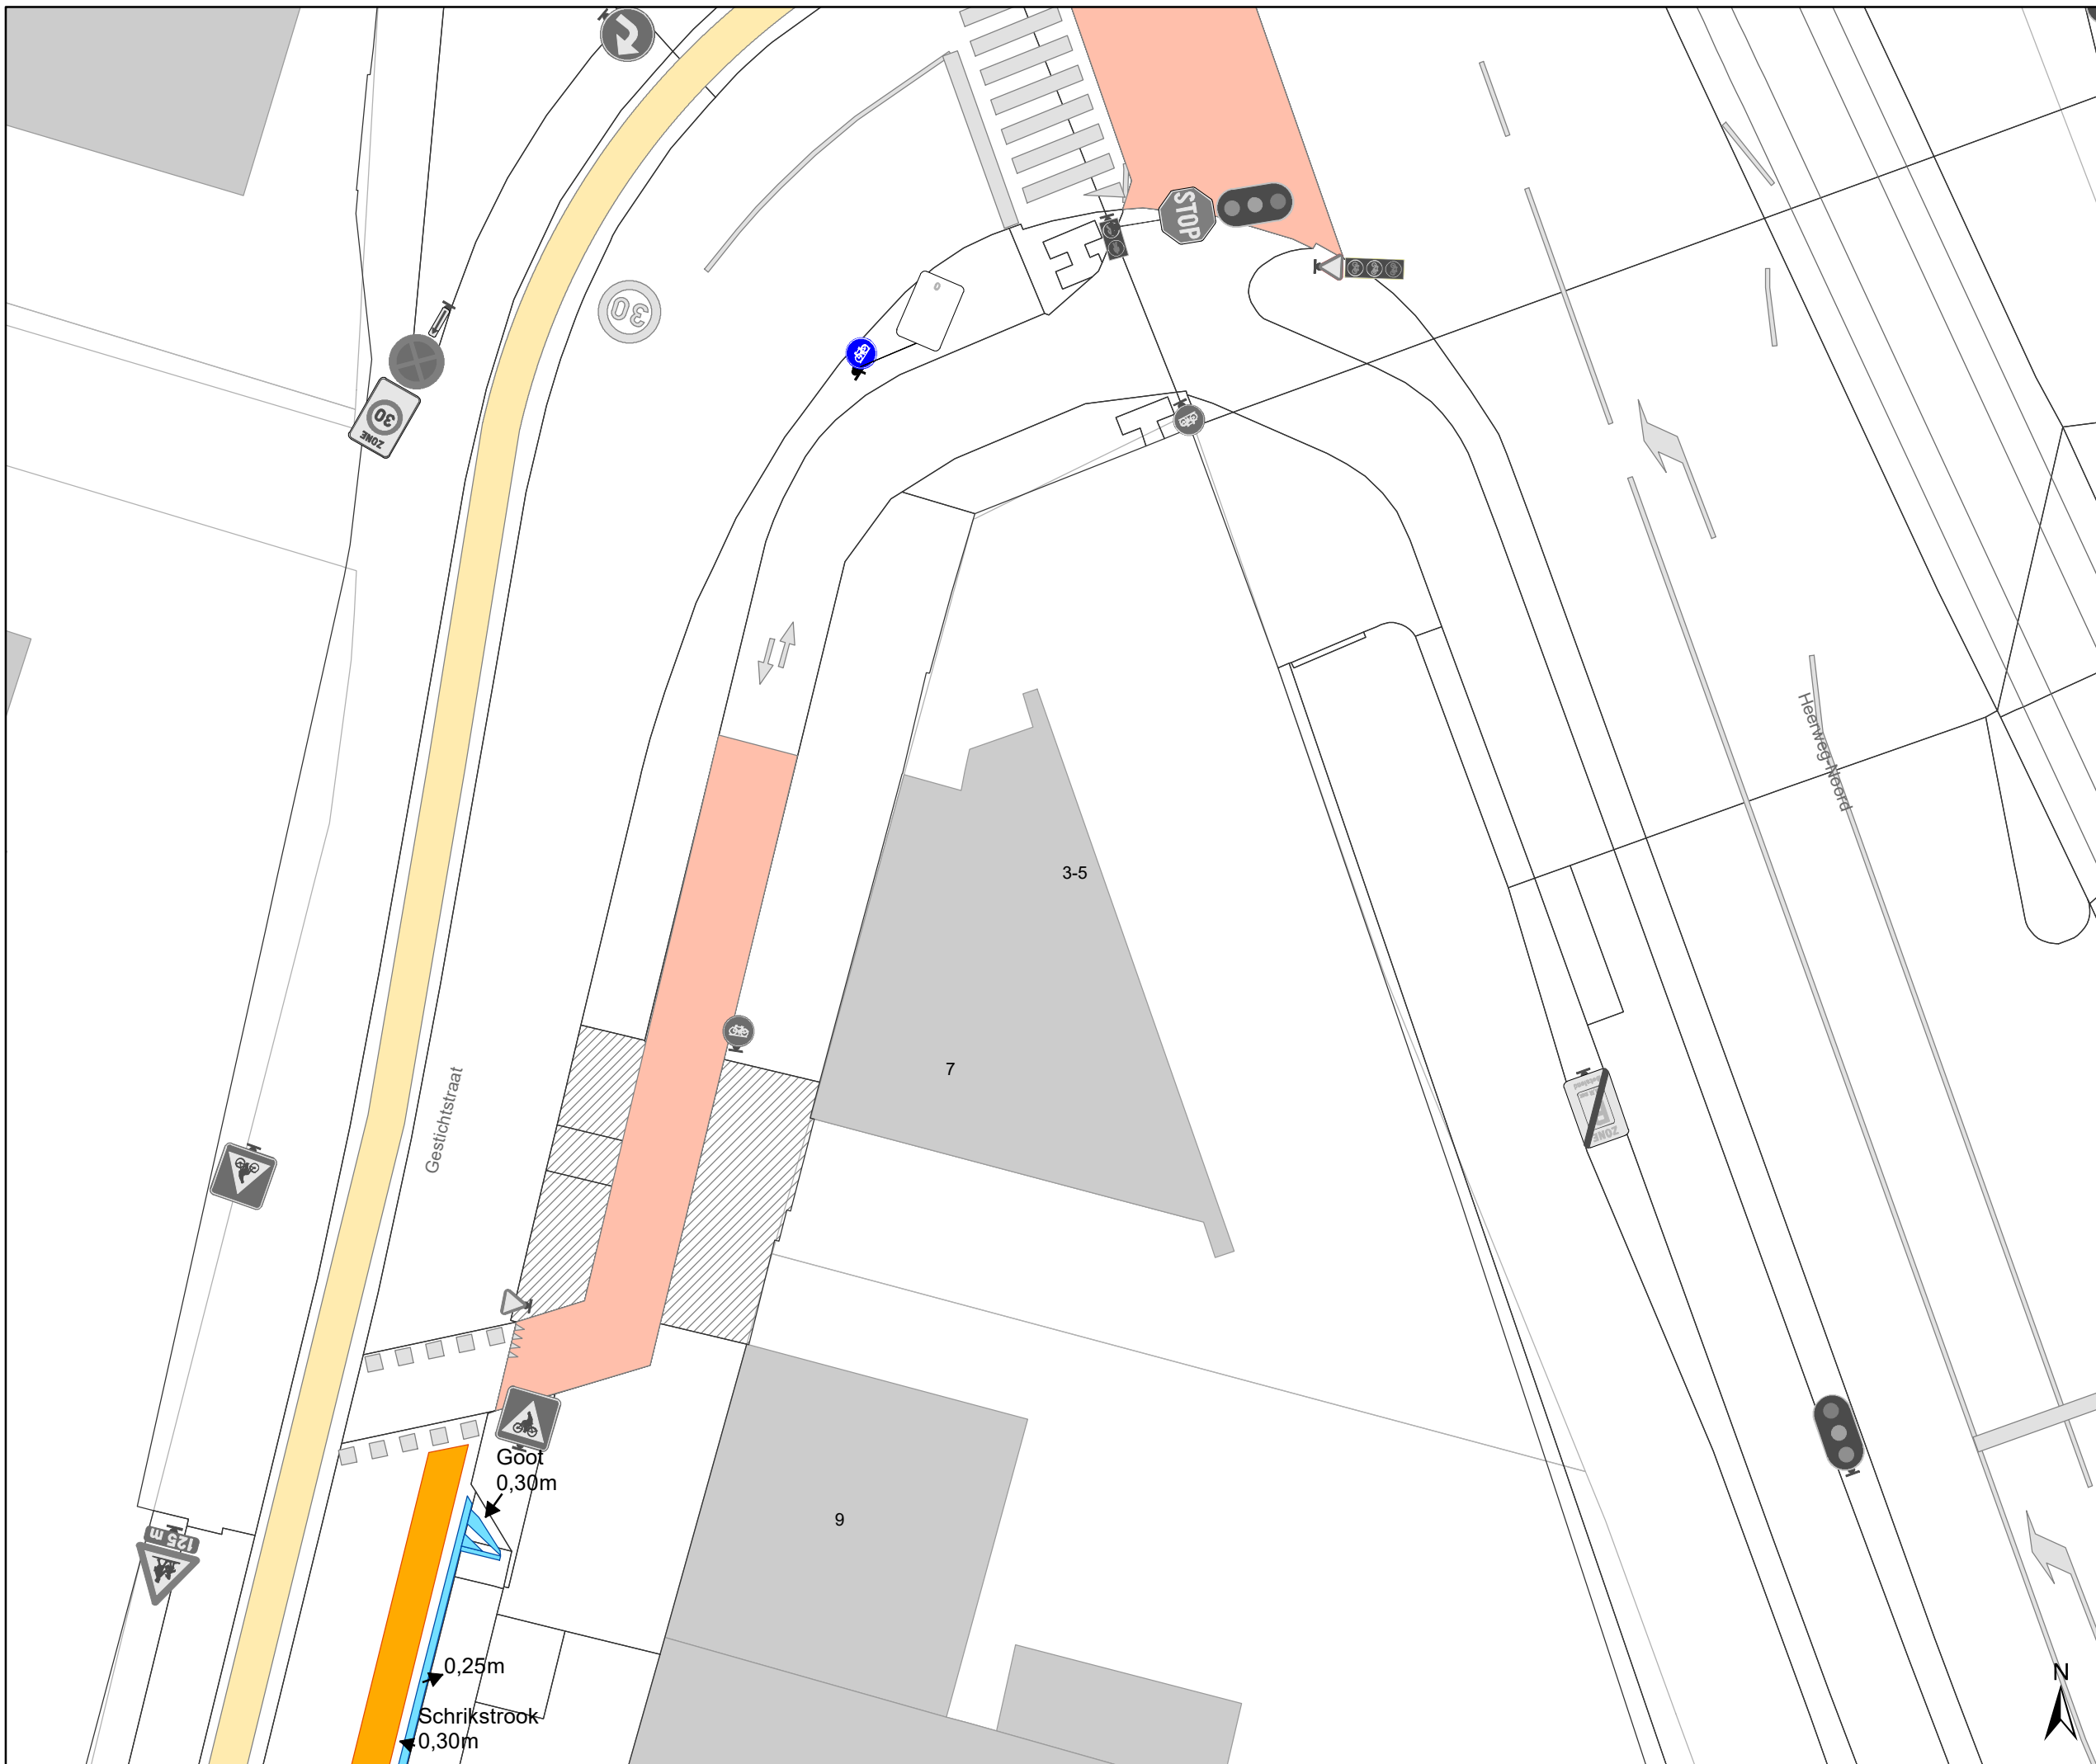 STOP
30
0
30
ZONE
Heerweg-Noord
3-5
7
Gestichtstraat
ZONE
Goot
0,30m
9
125 m
0,25m
Schrikstrook
0,30m
N